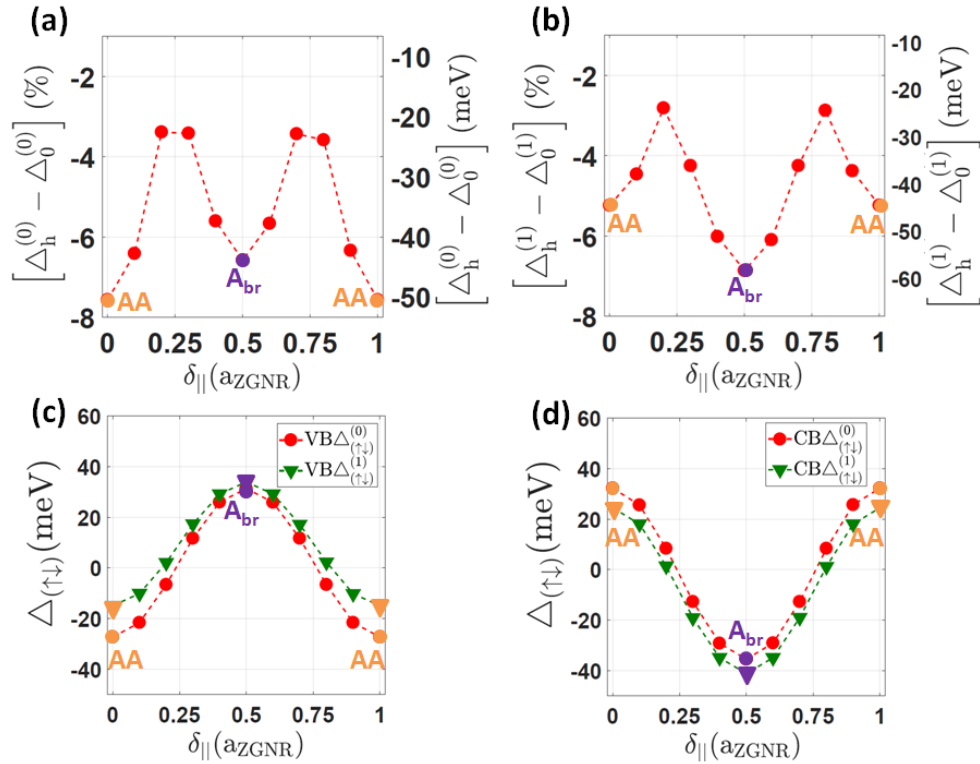 (a)
[Δ_h^(0) − Δ_0^(0)] (%)
-2
-4
-6
-8
-10
-20
-30
-40
-50
[Δ_h^(0) − Δ_0^(0)] (meV)
AA
A_br
AA
0 0.25 0.5 0.75 1
δ_||(a_ZGNR)
(b)
[Δ_h^(1) − Δ_0^(1)] (%)
-2
-4
-6
-8
-10
-20
-30
-40
-50
-60
[Δ_h^(1) − Δ_0^(1)] (meV)
AA
A_br
AA
0 0.25 0.5 0.75 1
δ_||(a_ZGNR)
(c)
Δ_(↑↓)(meV)
60
40
20
0
-20
-40
VBΔ_(↑↓)^(0)
VBΔ_(↑↓)^(1)
A_br
AA
AA
0 0.25 0.5 0.75 1
δ_||(a_ZGNR)
(d)
Δ_(↑↓)(meV)
60
40
20
0
-20
-40
CBΔ_(↑↓)^(0)
CBΔ_(↑↓)^(1)
AA
AA
A_br
0 0.25 0.5 0.75 1
δ_||(a_ZGNR)